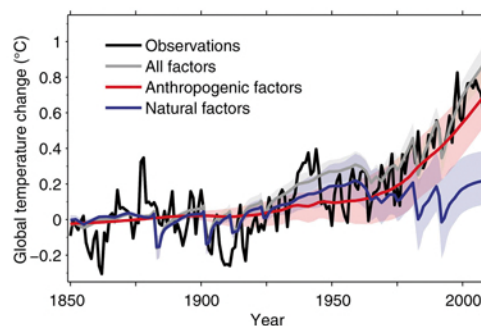 Global temperature change (°C)
1
0.8
0.6
0.4
0.2
0
−0.2
Observations
All factors
Anthropogenic factors
Natural factors
1850
1900
1950
2000
Year